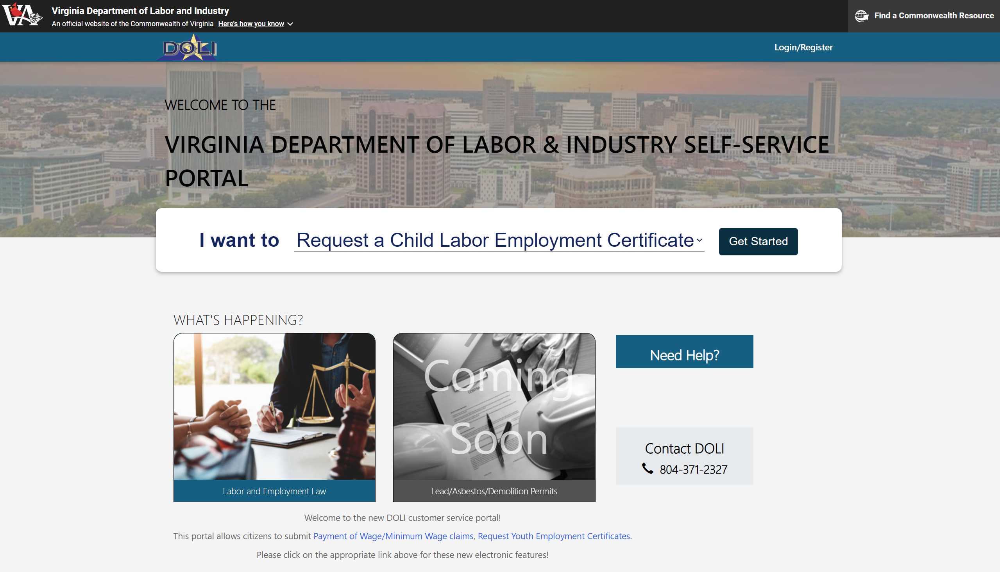 VA
Virginia Department of Labor and Industry
An official website of the Commonwealth of Virginia Here's how you know
Find a Commonwealth Resource
DOLI
Login/Register
WELCOME TO THE
VIRGINIA DEPARTMENT OF LABOR & INDUSTRY SELF-SERVICE
PORTAL
I want to Request a Child Labor Employment Certificate
Get Started
WHAT'S HAPPENING?
Coming
Soon
CONTRACT
Labor and Employment Law
Lead/Asbestos/Demolition Permits
Need Help?
Contact DOLI
804-371-2327
Welcome to the new DOLI customer service portal!
This portal allows citizens to submit Payment of Wage/Minimum Wage claims, Request Youth Employment Certificates.
Please click on the appropriate link above for these new electronic features!